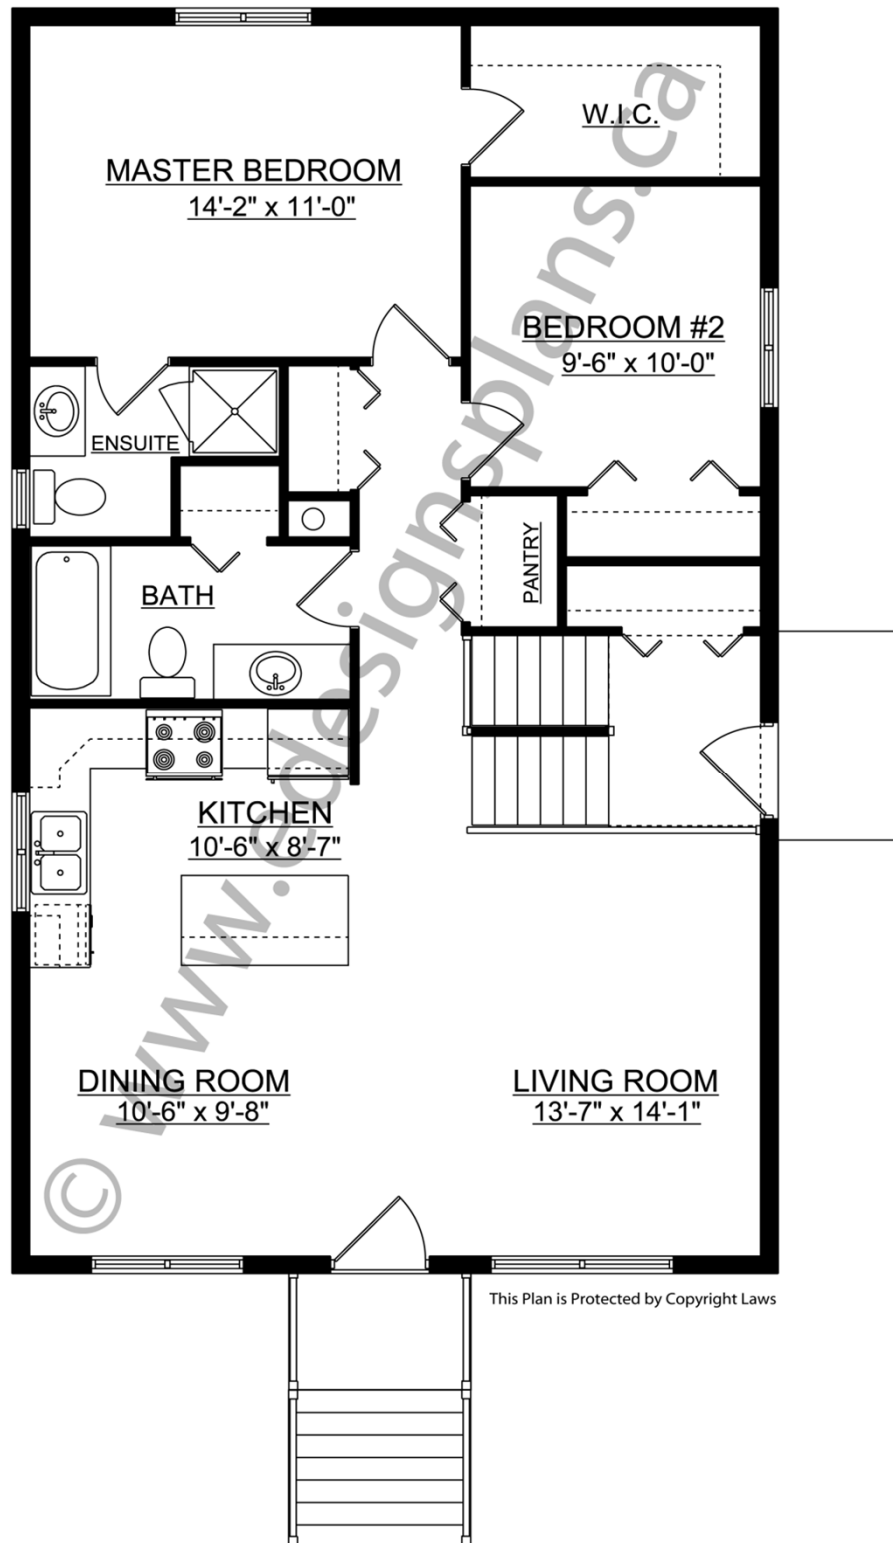 W.I.C.
MASTER BEDROOM
14'-2" x 11'-0"
BEDROOM #2
9'-6" x 10'-0"
ENSUITE
PANTRY
BATH
KITCHEN
10'-6" x 8'-7"
DINING ROOM
10'-6" x 9'-8"
LIVING ROOM
13'-7" x 14'-1"
© www.edesignsplans.ca
This Plan is Protected by Copyright Laws